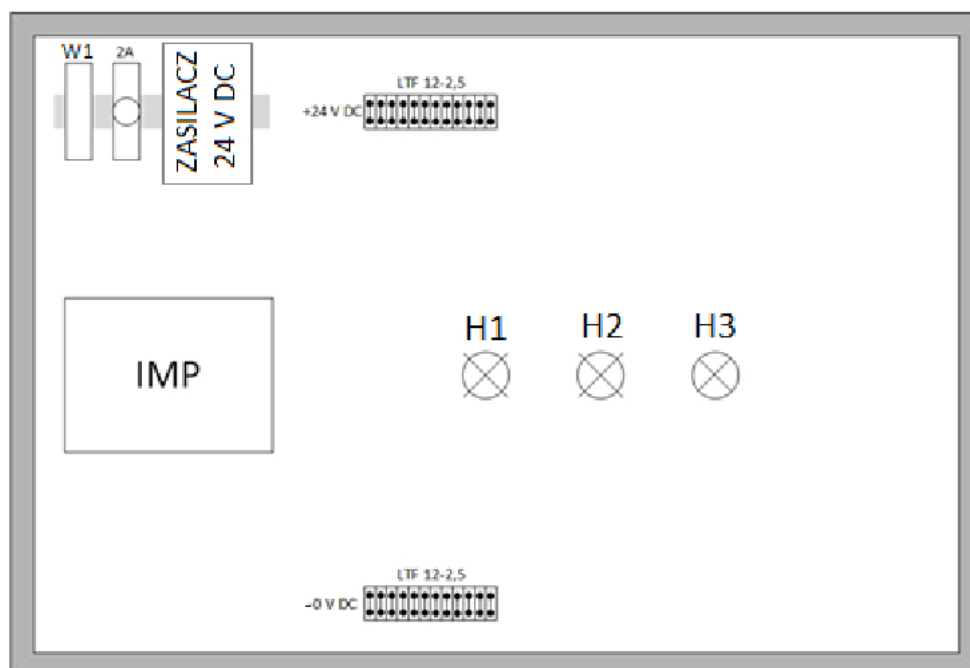 W1
2A
ZASILACZ
24 V DC
LTF 12-2,5
+24 V DC
H1
H2
H3
IMP
LTF 12-2,5
-0 V DC